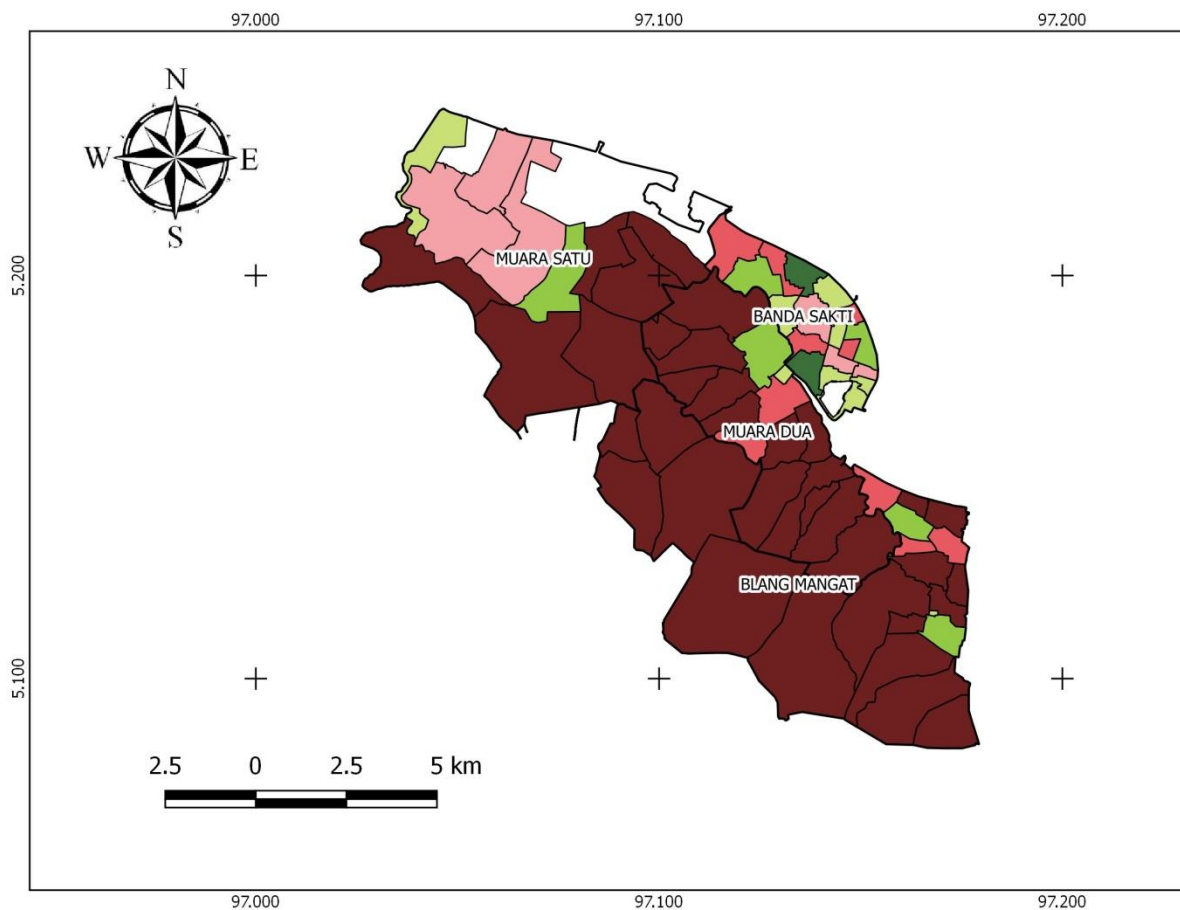 97.000 97.100 97.200
N
W E
S
5.200
MUARA SATU
BANDA SAKTI
MUARA DUA
BLANG MANGAT
5.100
2.5 0 2.5 5 km
97.000 97.100 97.200